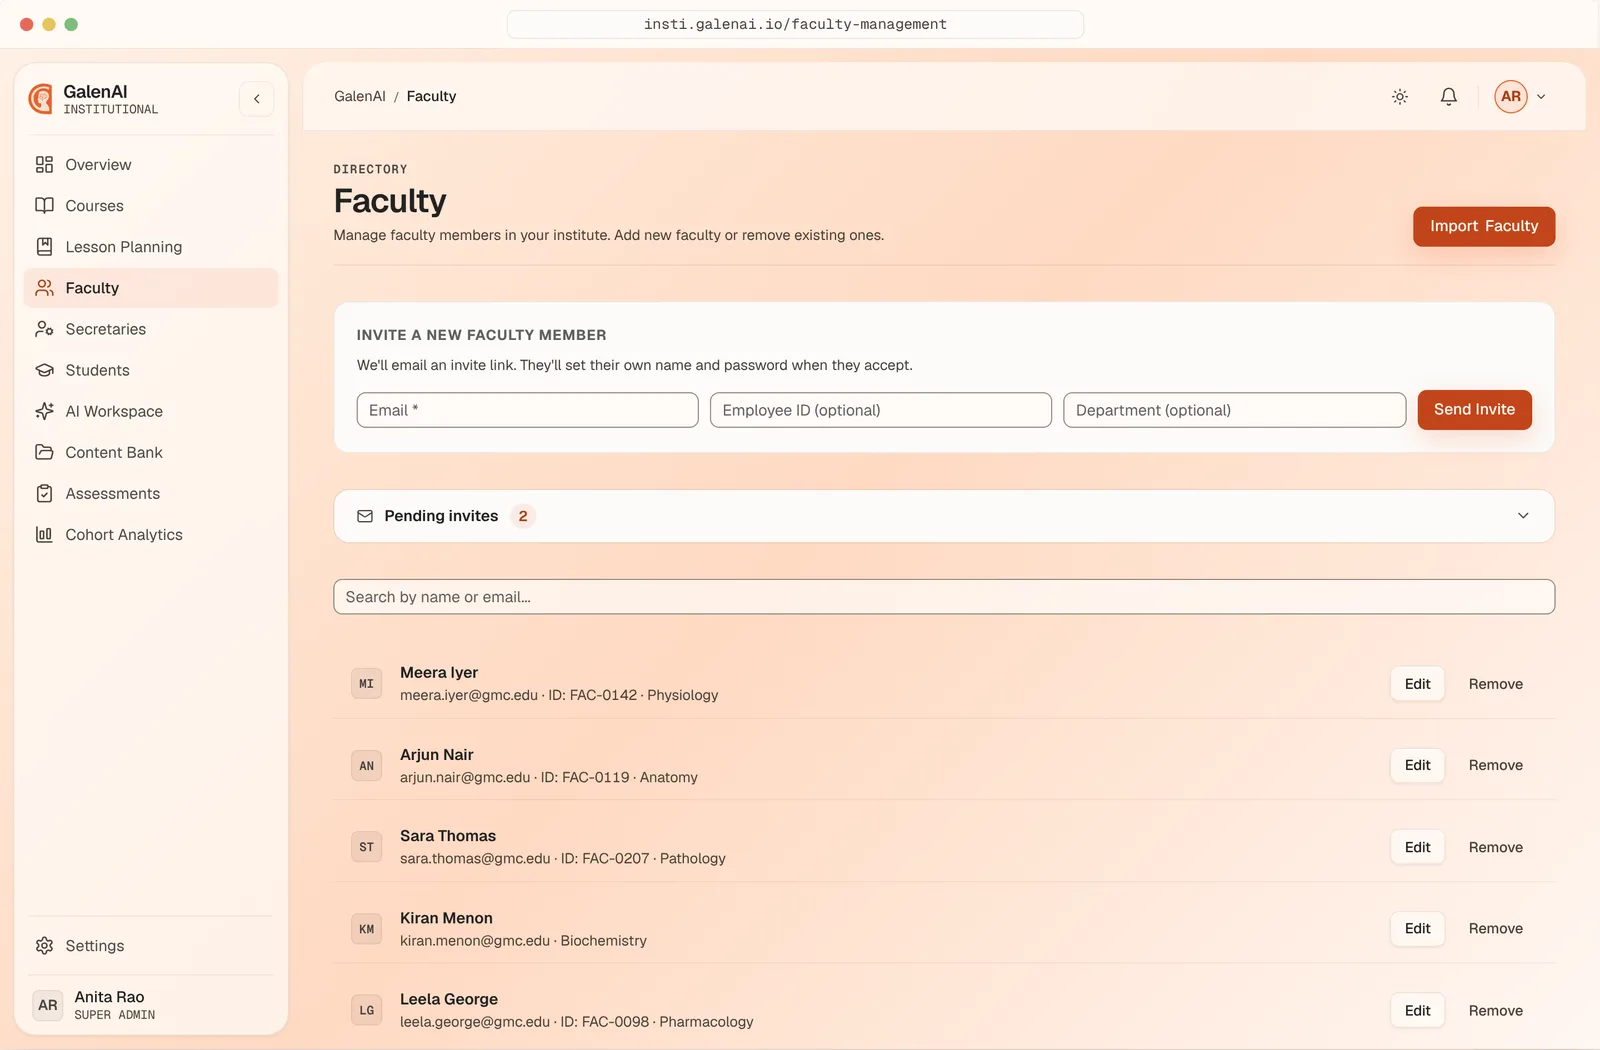 insti.galenai.io/faculty-management
GalenAI
INSTITUTIONAL
Overview
Courses
Lesson Planning
Faculty
Secretaries
Students
AI Workspace
Content Bank
Assessments
Cohort Analytics
Settings
AR
Anita Rao
SUPER ADMIN
GalenAI / Faculty
AR
DIRECTORY
Faculty
Manage faculty members in your institute. Add new faculty or remove existing ones.
Import Faculty
INVITE A NEW FACULTY MEMBER
We'll email an invite link. They'll set their own name and password when they accept.
Email *
Employee ID (optional)
Department (optional)
Send Invite
Pending invites 2
Search by name or email...
MI
Meera Iyer
meera.iyer@gmc.edu · ID: FAC-0142 · Physiology
Edit
Remove
AN
Arjun Nair
arjun.nair@gmc.edu · ID: FAC-0119 · Anatomy
Edit
Remove
ST
Sara Thomas
sara.thomas@gmc.edu · ID: FAC-0207 · Pathology
Edit
Remove
KM
Kiran Menon
kiran.menon@gmc.edu · Biochemistry
Edit
Remove
LG
Leela George
leela.george@gmc.edu · ID: FAC-0098 · Pharmacology
Edit
Remove